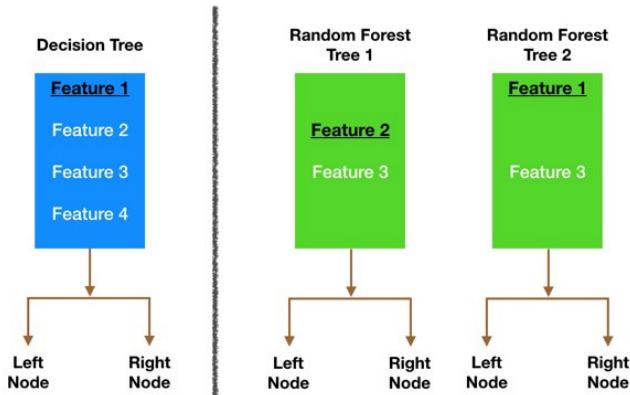 Decision Tree
Feature 1
Feature 2
Feature 3
Feature 4
Left
Node
Right
Node
Random Forest
Tree 1
Feature 2
Feature 3
Left
Node
Right
Node
Random Forest
Tree 2
Feature 1
Feature 3
Left
Node
Right
Node